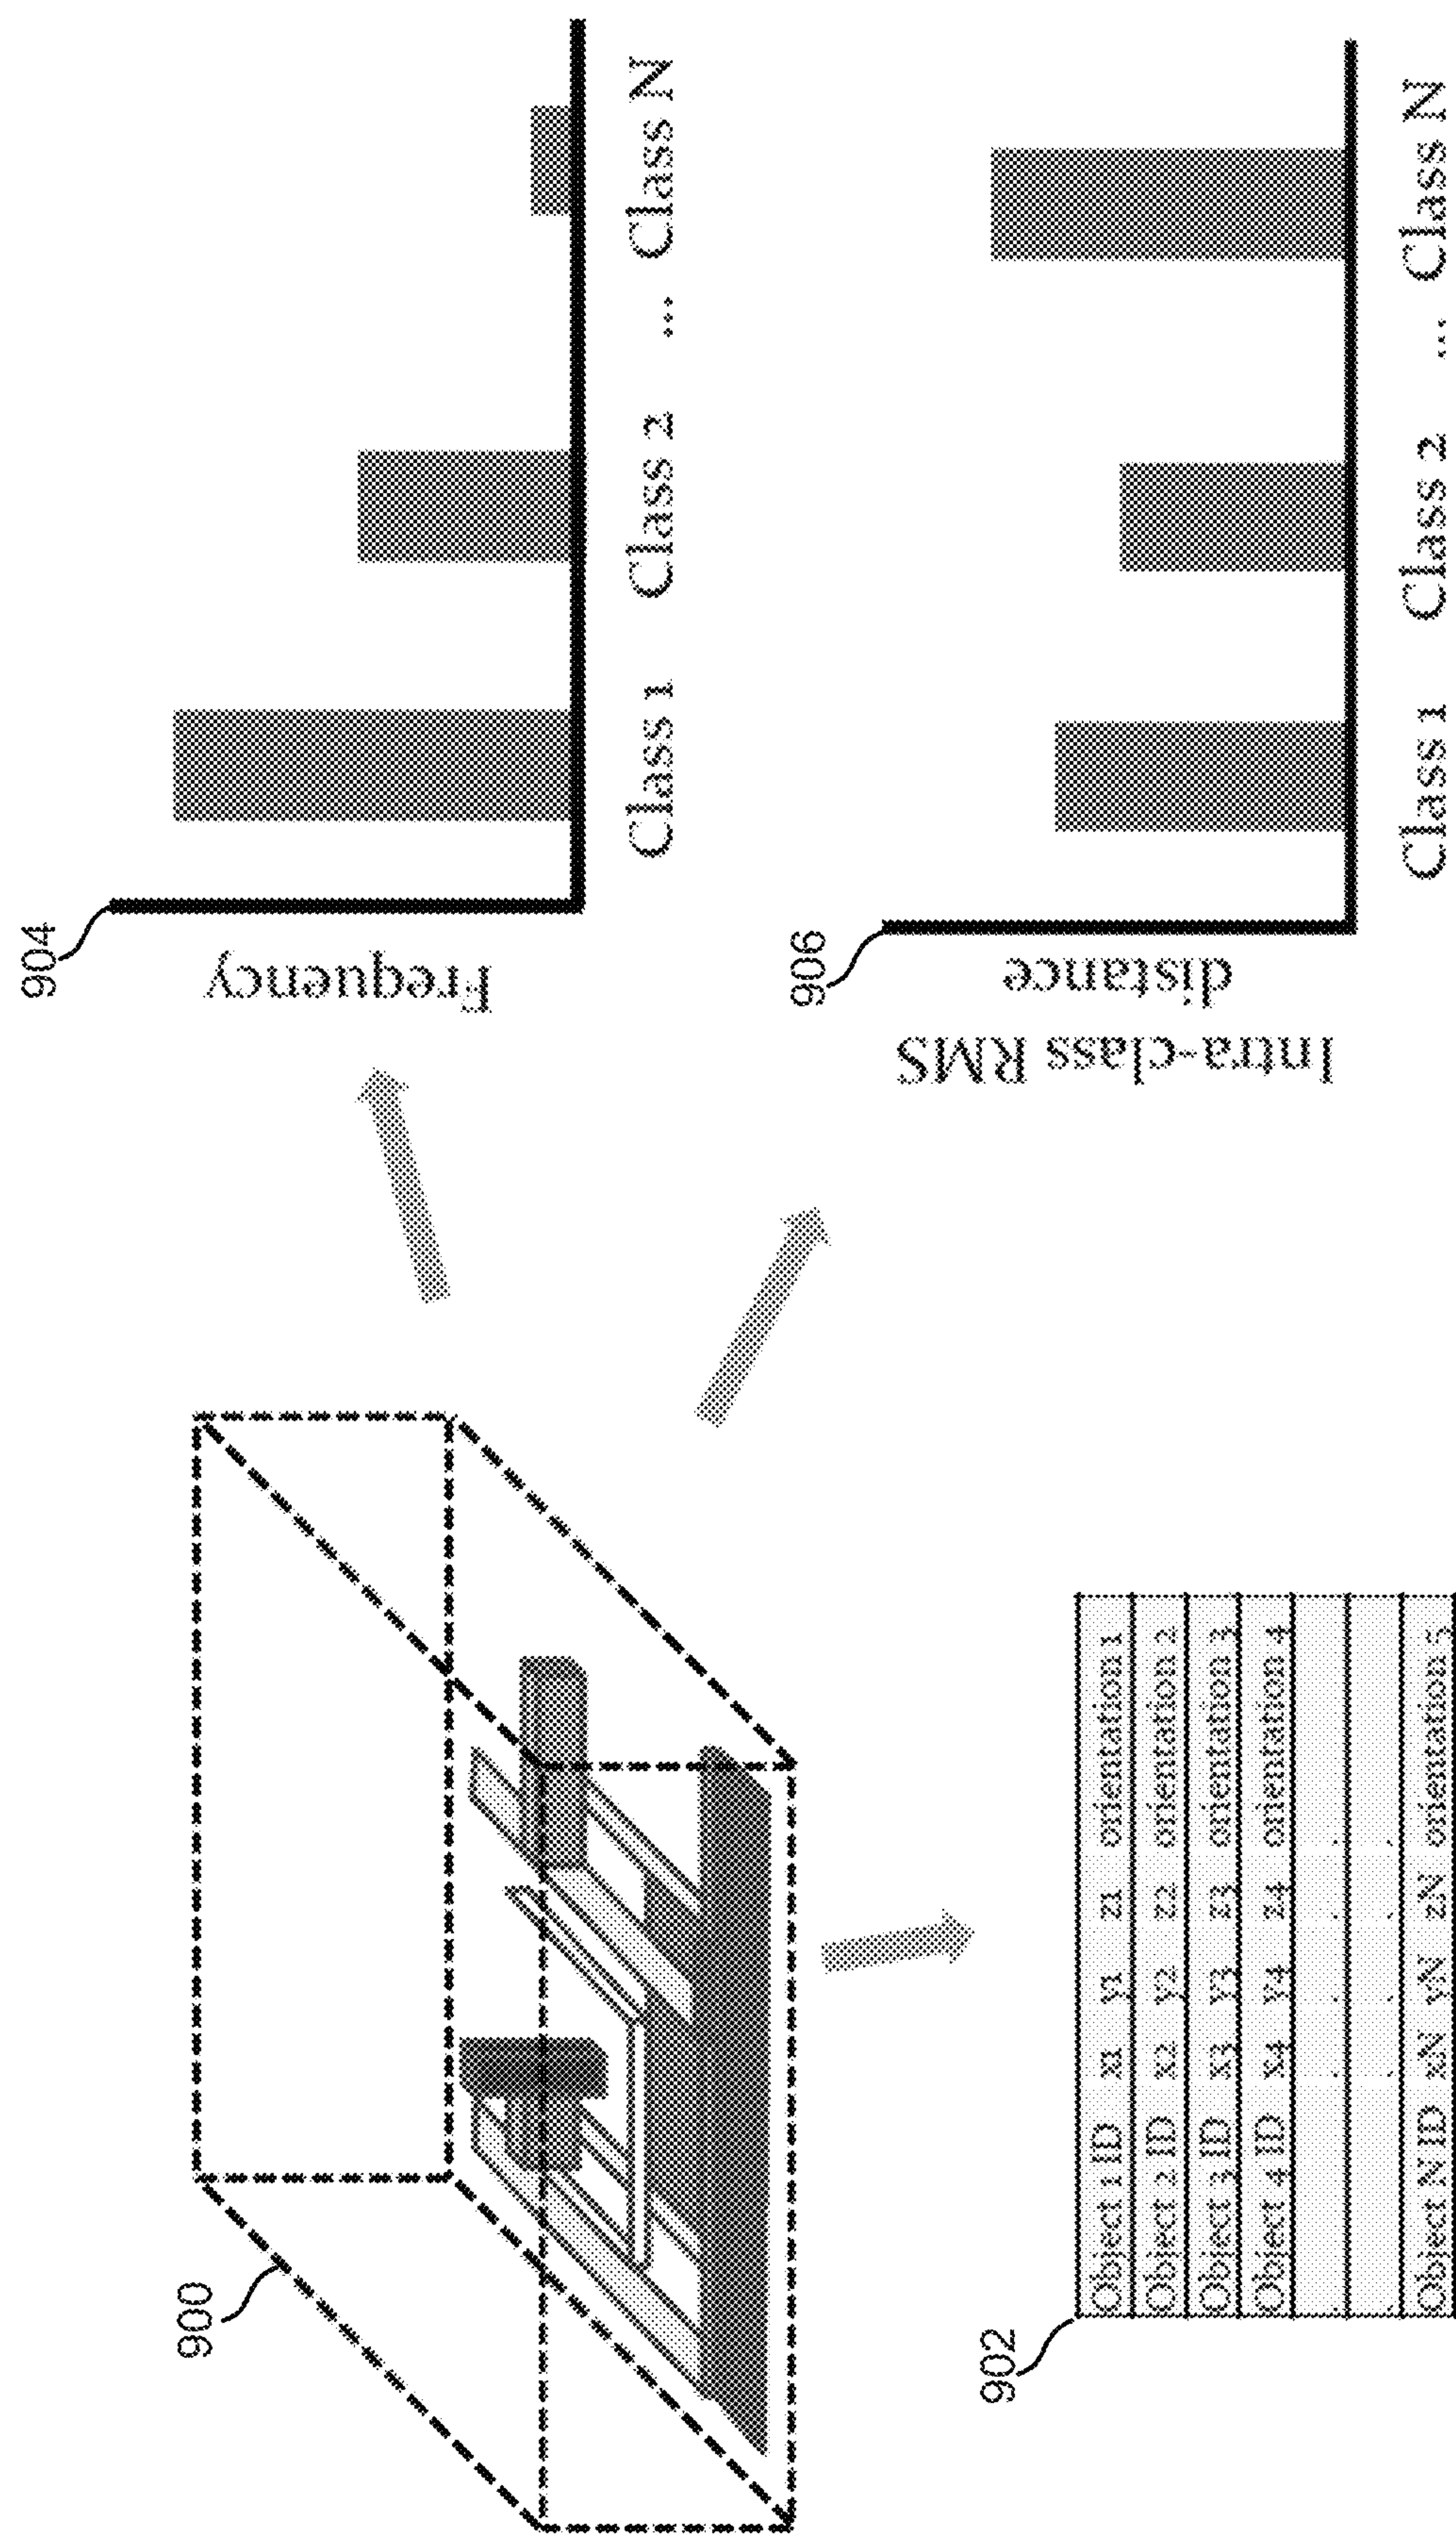 900
902
Object 1 ID x1 y1 z1 orientation 1
Object 2 ID x2 y2 z2 orientation 2
Object 3 ID x3 y3 z3 orientation 3
Object 4 ID x4 y4 z4 orientation 4
. . . .
. . . .
Object N ID xN yN zN orientation 5
904
Frequency
Class 1 Class 2 ... Class N
906
Intra-class RMS
distance
Class 1 Class 2 ... Class N